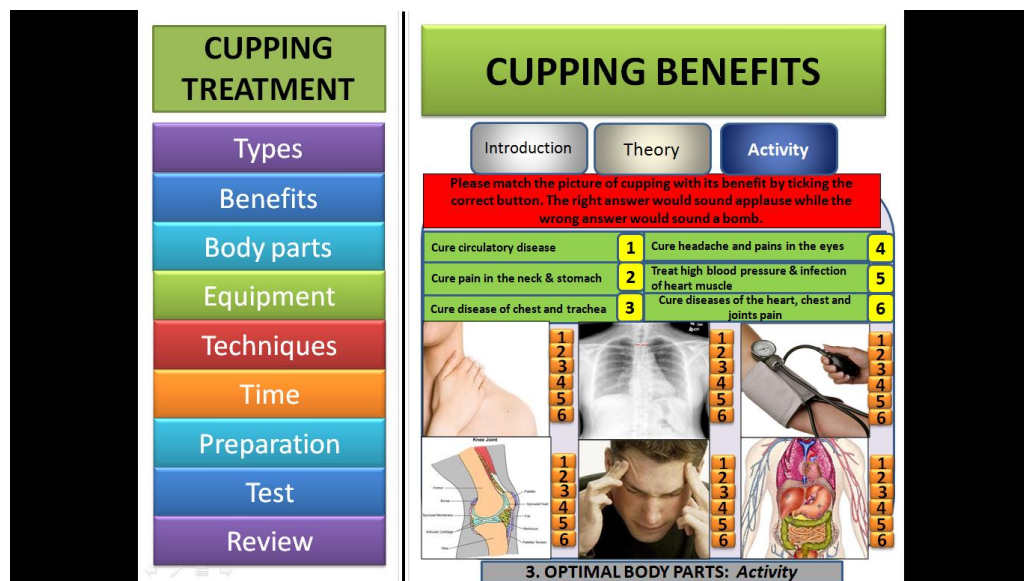 CUPPING
TREATMENT
Types
Benefits
Body parts
Equipment
Techniques
Time
Preparation
Test
Review
CUPPING BENEFITS
Introduction
Theory
Activity
Please match the picture of cupping with its benefit by ticking the
correct button. The right answer would sound applause while the
wrong answer would sound a bomb.
Cure circulatory disease
1
Cure headache and pains in the eyes
4
Cure pain in the neck & stomach
2
Treat high blood pressure & infection
of heart muscle
5
Cure disease of chest and trachea
3
Cure diseases of the heart, chest and
joints pain
6
1
2
3
4
5
6
1
2
3
4
5
6
1
2
3
4
5
6
Knee Joint
1
2
3
4
5
6
1
2
3
4
5
6
1
2
3
4
5
6
3. OPTIMAL BODY PARTS: Activity